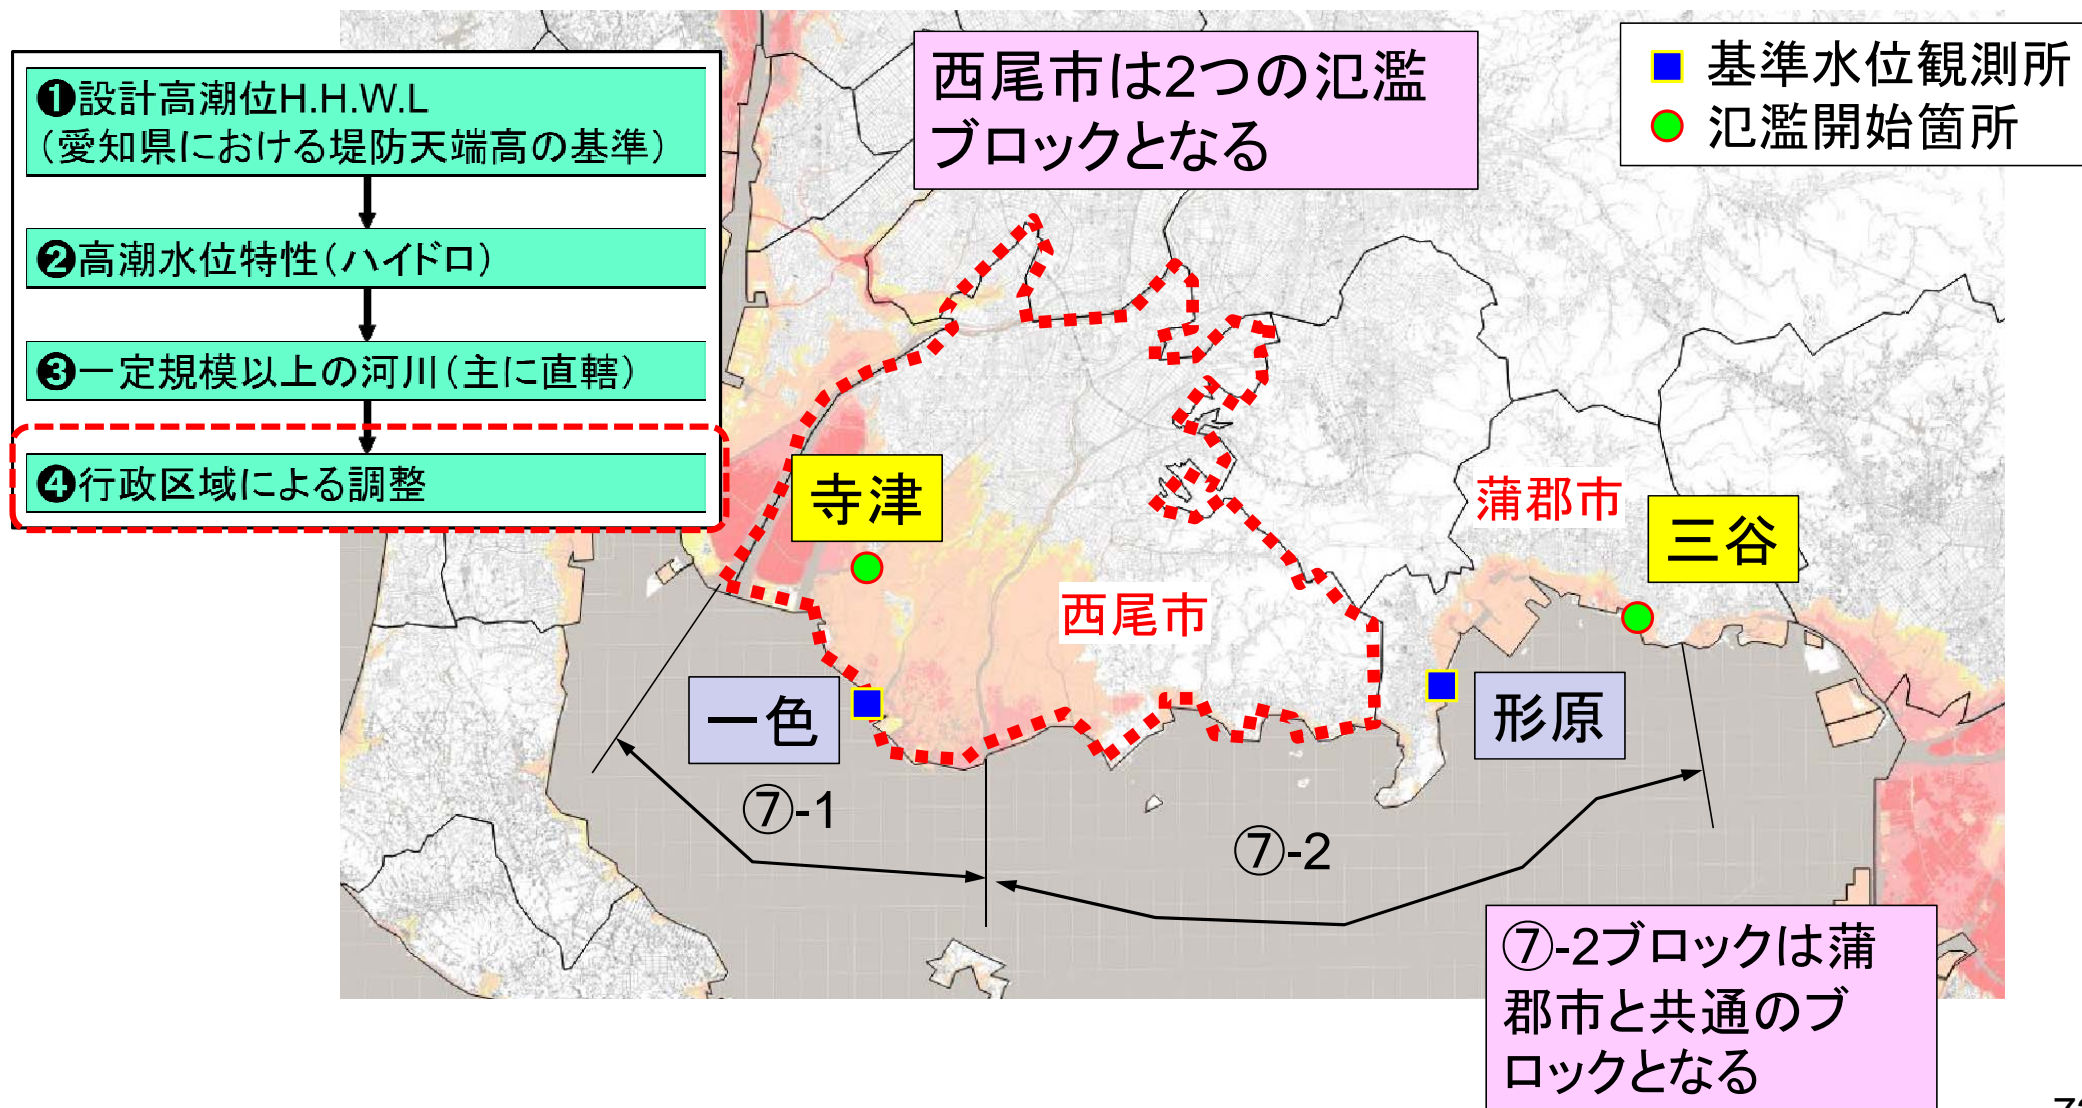 ❶設計高潮位H.H.W.L
（愛知県における堤防天端高の基準）
❷高潮水位特性（ハイドロ）
❸一定規模以上の河川（主に直轄）
❹行政区域による調整
西尾市は2つの氾濫
ブロックとなる
基準水位観測所
氾濫開始箇所
寺津
蒲郡市
三谷
西尾市
一色
形原
⑦-1
⑦-2
⑦-2ブロックは蒲
郡市と共通のブ
ロックとなる